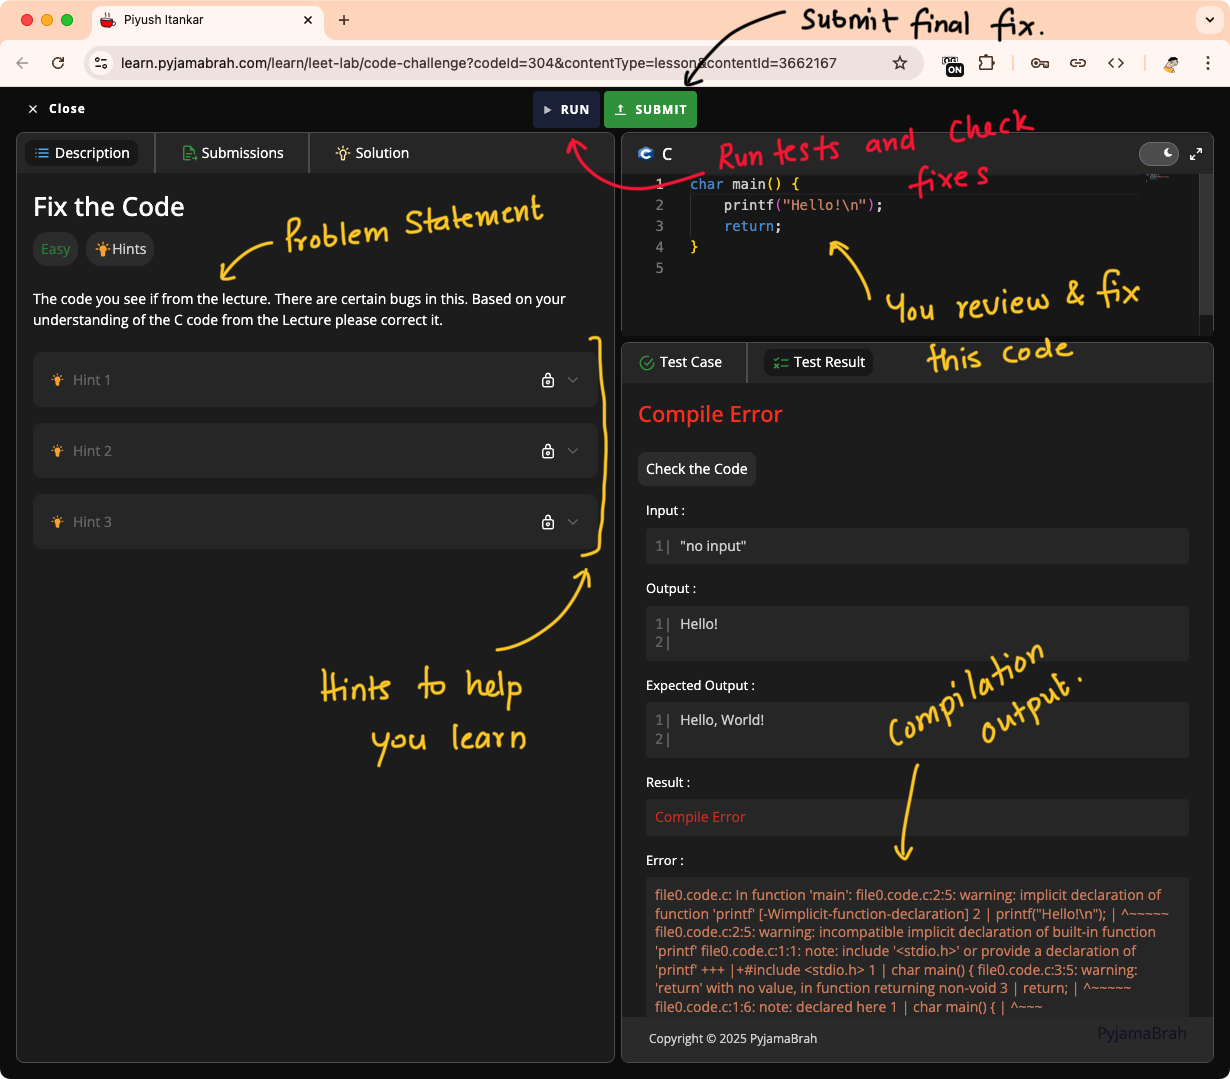 Piyush Itankar
Submit final fix.
learn.pyjamabrah.com/learn/leet-lab/code-challenge?codeId=304&contentType=lesson&contentId=3662167
ON
Close
RUN
SUBMIT
Description
Submissions
Solution
Fix the Code
Easy
Hints
Problem Statement
The code you see if from the lecture. There are certain bugs in this. Based on your
understanding of the C code from the Lecture please correct it.
Hint 1
Hint 2
Hint 3
Hints to help
you learn
C
Run tests and Check
fixes
1 char main() {
2 printf("Hello!\n");
3 return;
4 }
5
You review & fix
this code
Test Case
Test Result
Compile Error
Check the Code
Input :
1| "no input"
Output :
1| Hello!
2|
Expected Output :
1| Hello, World!
2|
Compilation
output.
Result :
Compile Error
Error :
file0.code.c: In function 'main': file0.code.c:2:5: warning: implicit declaration of
function 'printf' [-Wimplicit-function-declaration] 2 | printf("Hello!\n"); | ^~~~~~
file0.code.c:2:5: warning: incompatible implicit declaration of built-in function
'printf' file0.code.c:1:1: note: include '<stdio.h>' or provide a declaration of
'printf' +++ |+#include <stdio.h> 1 | char main() { file0.code.c:3:5: warning:
'return' with no value, in function returning non-void 3 | return; | ^~~~~~
file0.code.c:1:6: note: declared here 1 | char main() { | ^~~~
Copyright © 2025 PyjamaBrah
PyjamaBrah